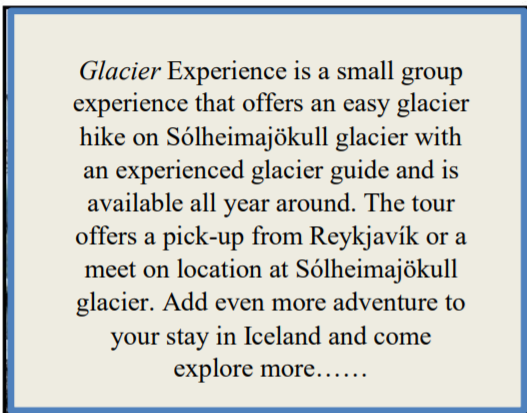 Glacier Experience is a small group
experience that offers an easy glacier
hike on Sólheimajökull glacier with
an experienced glacier guide and is
available all year around. The tour
offers a pick-up from Reykjavík or a
meet on location at Sólheimajökull
glacier. Add even more adventure to
your stay in Iceland and come
explore more……